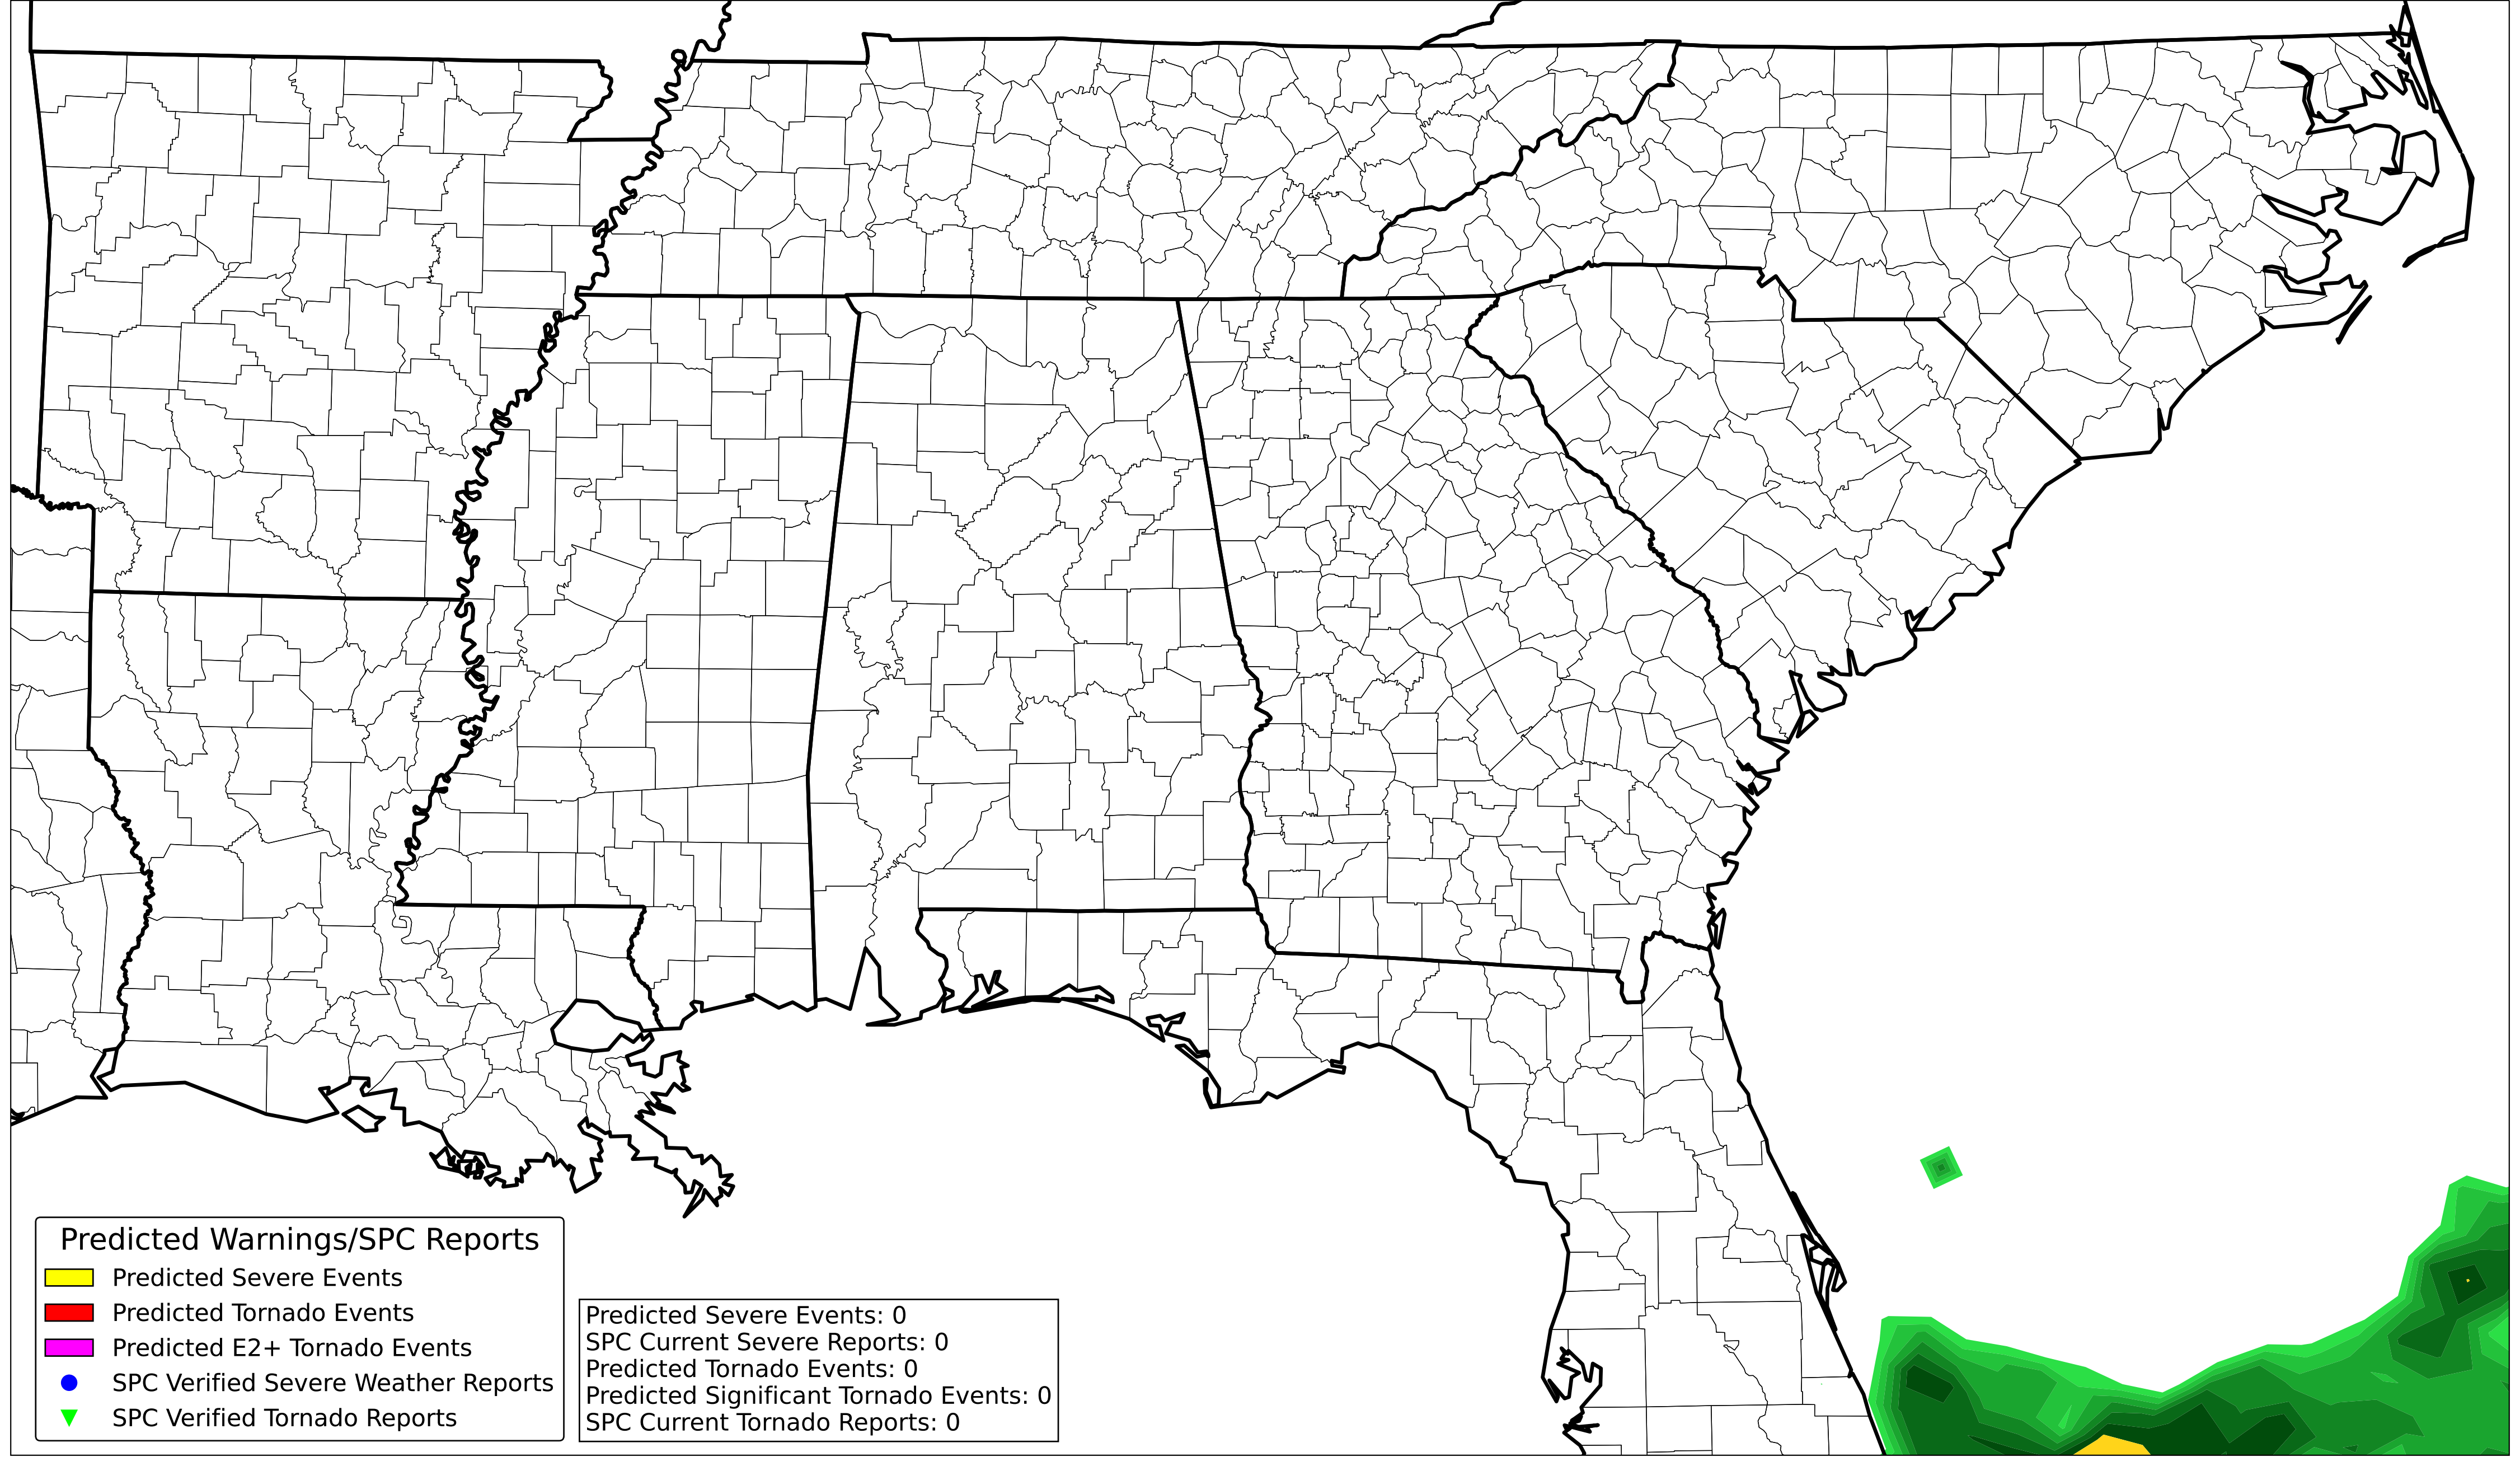 Predicted Warnings/SPC Reports
Predicted Severe Events
Predicted Tornado Events
Predicted E2+ Tornado Events
SPC Verified Severe Weather Reports
SPC Verified Tornado Reports
Predicted Severe Events: 0
SPC Current Severe Reports: 0
Predicted Tornado Events: 0
Predicted Significant Tornado Events: 0
SPC Current Tornado Reports: 0